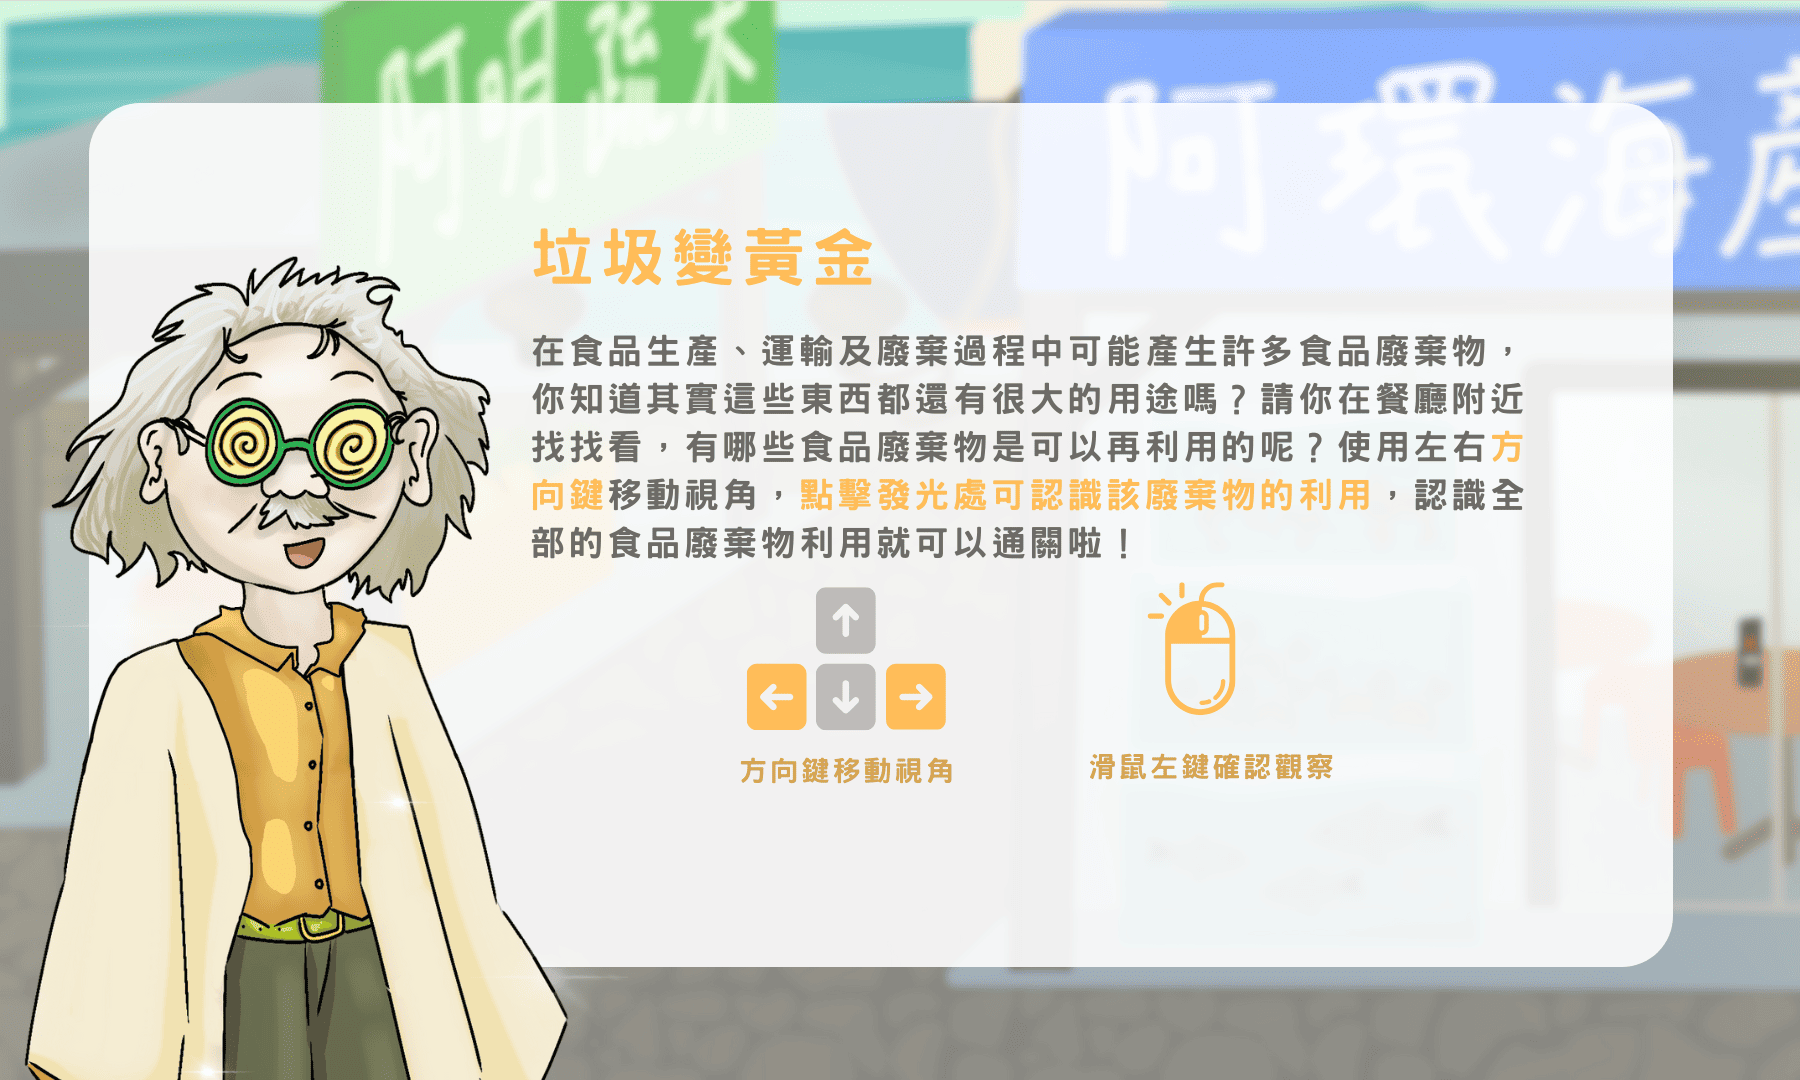 阿明蔬木
阿環海產
垃圾變黃金
在食品生產、運輸及廢棄過程中可能產生許多食品廢棄物，
你知道其實這些東西都還有很大的用途嗎？請你在餐廳附近
找找看，有哪些食品廢棄物是可以再利用的呢？使用左右方
向鍵移動視角，點擊發光處可認識該廢棄物的利用，認識全
部的食品廢棄物利用就可以通關啦！
方向鍵移動視角
滑鼠左鍵確認觀察